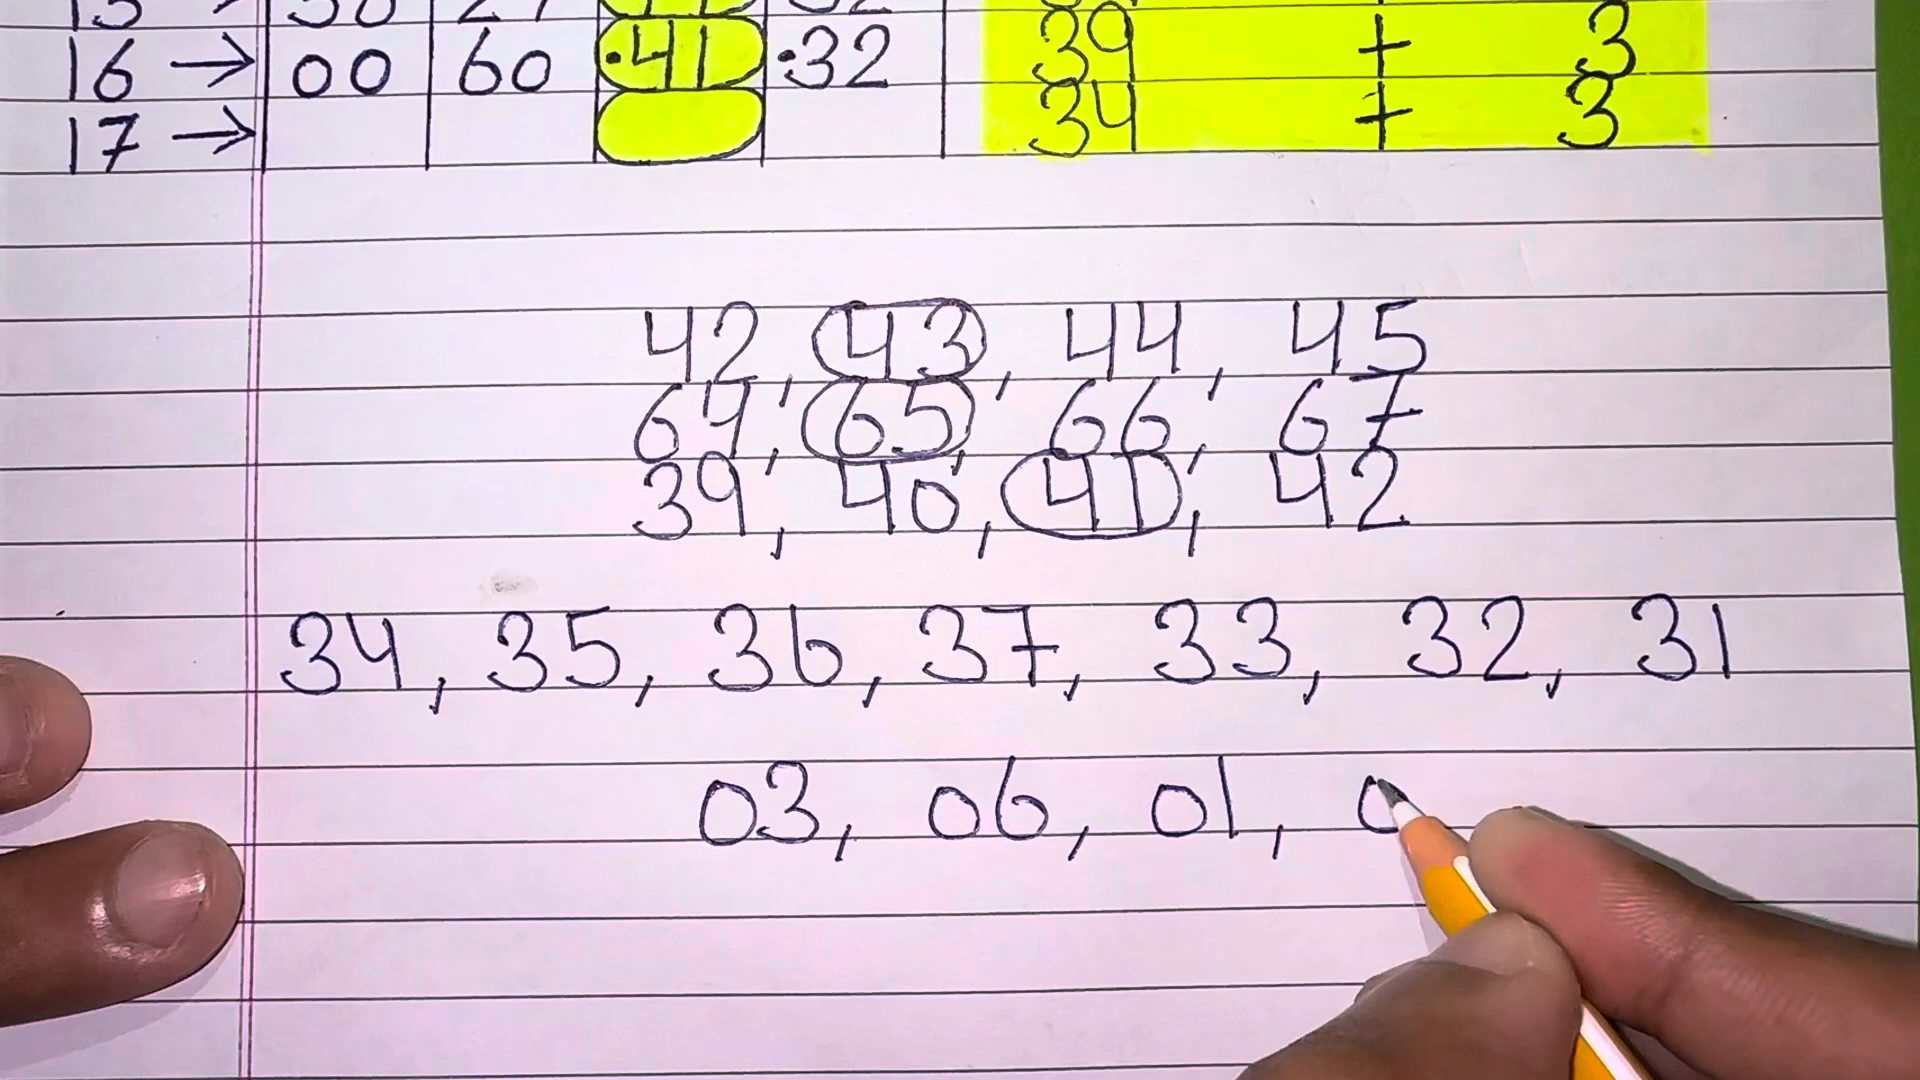 16 → 00 60 ·41 ·32 39 + 3
17 → 34 + 3
42, 43, 44, 45
64, 65, 66, 67
39, 40, 41, 42
34, 35, 36, 37, 33, 32, 31
03, 06, 01, 0